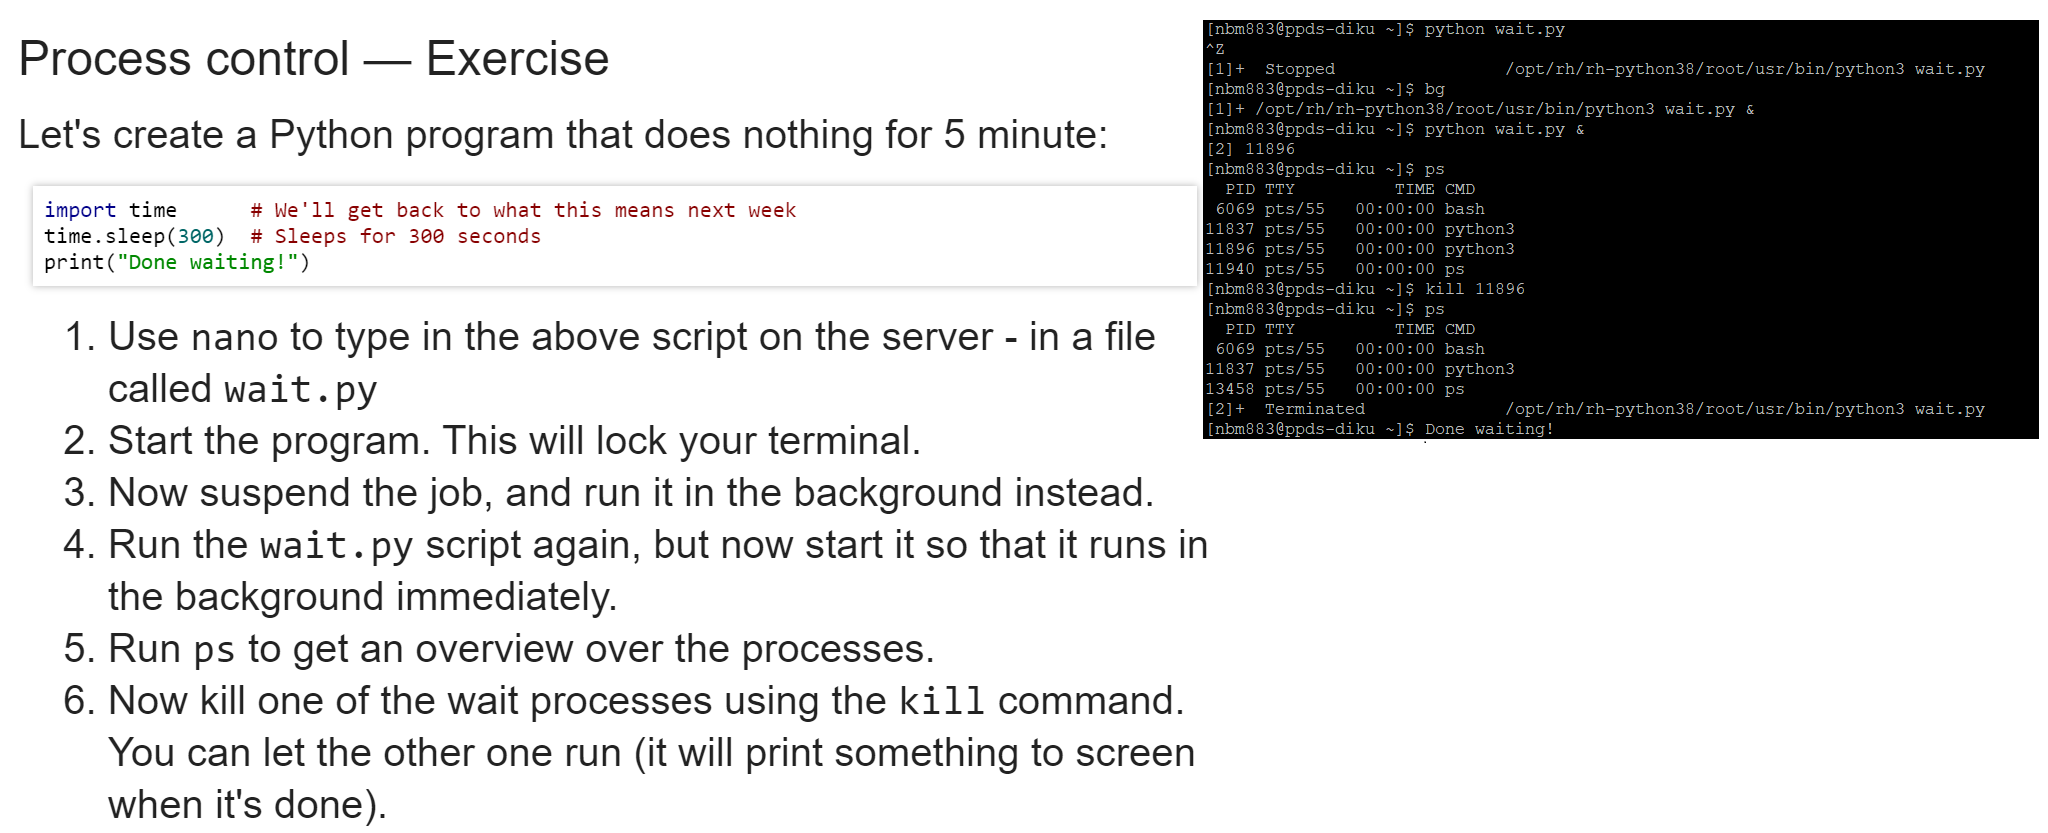 Process control — Exercise
Let's create a Python program that does nothing for 5 minute:
import time      # We'll get back to what this means next week
time.sleep(300)  # Sleeps for 300 seconds
print("Done waiting!")
1. Use nano to type in the above script on the server - in a file
called wait.py
2. Start the program. This will lock your terminal.
3. Now suspend the job, and run it in the background instead.
4. Run the wait.py script again, but now start it so that it runs in
the background immediately.
5. Run ps to get an overview over the processes.
6. Now kill one of the wait processes using the kill command.
You can let the other one run (it will print something to screen
when it's done).
[nbm883@ppds-diku ~]$ python wait.py
^Z
[1]+  Stopped                 /opt/rh/rh-python38/root/usr/bin/python3 wait.py
[nbm883@ppds-diku ~]$ bg
[1]+ /opt/rh/rh-python38/root/usr/bin/python3 wait.py &
[nbm883@ppds-diku ~]$ python wait.py &
[2] 11896
[nbm883@ppds-diku ~]$ ps
  PID TTY          TIME CMD
 6069 pts/55   00:00:00 bash
11837 pts/55   00:00:00 python3
11896 pts/55   00:00:00 python3
11940 pts/55   00:00:00 ps
[nbm883@ppds-diku ~]$ kill 11896
[nbm883@ppds-diku ~]$ ps
  PID TTY          TIME CMD
 6069 pts/55   00:00:00 bash
11837 pts/55   00:00:00 python3
13458 pts/55   00:00:00 ps
[2]+  Terminated              /opt/rh/rh-python38/root/usr/bin/python3 wait.py
[nbm883@ppds-diku ~]$ Done waiting!